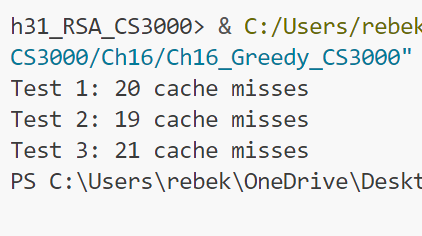 h31_RSA_CS3000> & C:/Users/rebek
CS3000/Ch16/Ch16_Greedy_CS3000"
Test 1: 20 cache misses
Test 2: 19 cache misses
Test 3: 21 cache misses
PS C:\Users\rebek\OneDrive\Deskt